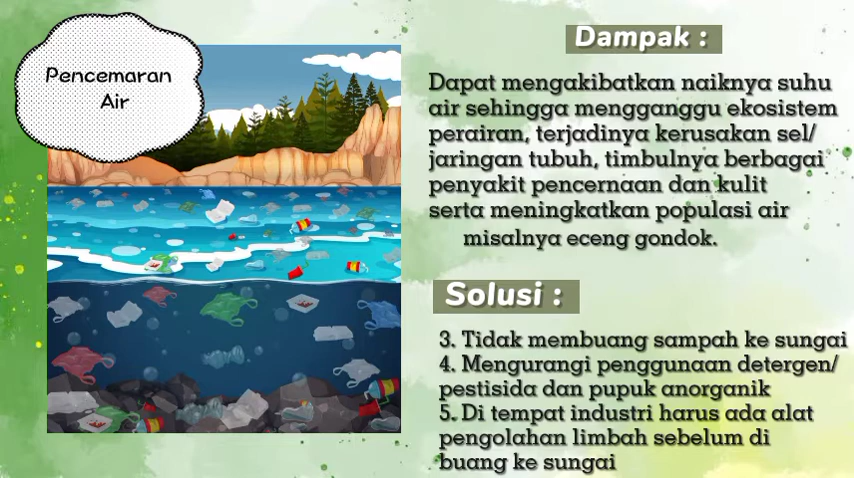 Pencemaran
Air
Dampak :
Dapat mengakibatkan naiknya suhu
air sehingga mengganggu ekosistem
perairan, terjadinya kerusakan sel/
jaringan tubuh, timbulnya berbagai
penyakit pencernaan dan kulit
serta meningkatkan populasi air
misalnya eceng gondok.
Solusi :
3. Tidak membuang sampah ke sungai
4. Mengurangi penggunaan detergen/
pestisida dan pupuk anorganik
5. Di tempat industri harus ada alat
pengolahan limbah sebelum di
buang ke sungai